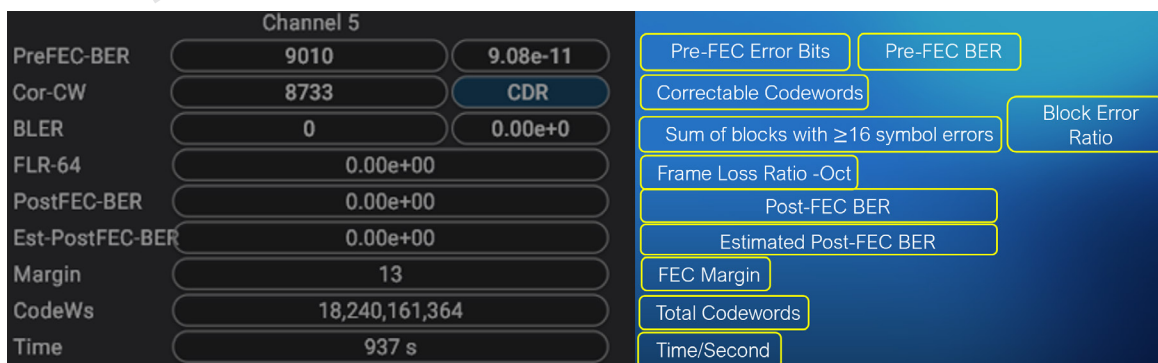 Channel 5
PreFEC-BER 9010 9.08e-11 Pre-FEC Error Bits Pre-FEC BER
Cor-CW 8733 CDR Correctable Codewords
BLER 0 0.00e+0 Sum of blocks with ≥16 symbol errors Block Error
Ratio
FLR-64 0.00e+00 Frame Loss Ratio -Oct
PostFEC-BER 0.00e+00 Post-FEC BER
Est-PostFEC-BER 0.00e+00 Estimated Post-FEC BER
Margin 13 FEC Margin
CodeWs 18,240,161,364 Total Codewords
Time 937 s Time/Second